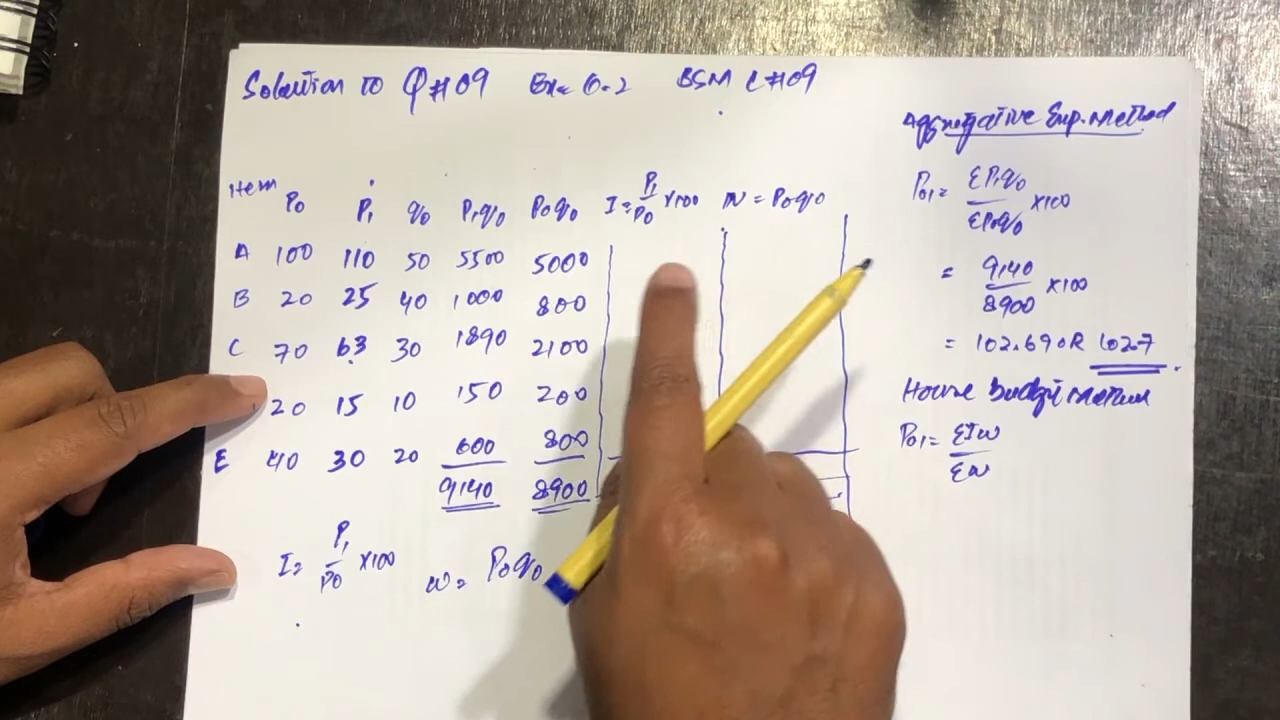 Solution to Q#09 Ex= 6.2 BSM C#09
Aggregative Exp. Method
Item P0 P1 q0 P1q0 P0q0 I = P1/P0 ×100 W = P0q0
A 100 110 50 5500 5000
B 20 25 40 1000 800
C 70 63 30 1890 2100
20 15 10 150 200
E 40 30 20 600 800
9140 8900
I = P1/P0 ×100 w = P0q0
P01 = ΣP1q0/ΣP0q0 ×100
= 9140/8900 ×100
= 102.69 OR 102.7
House budget method
P01 = ΣIw/Σw